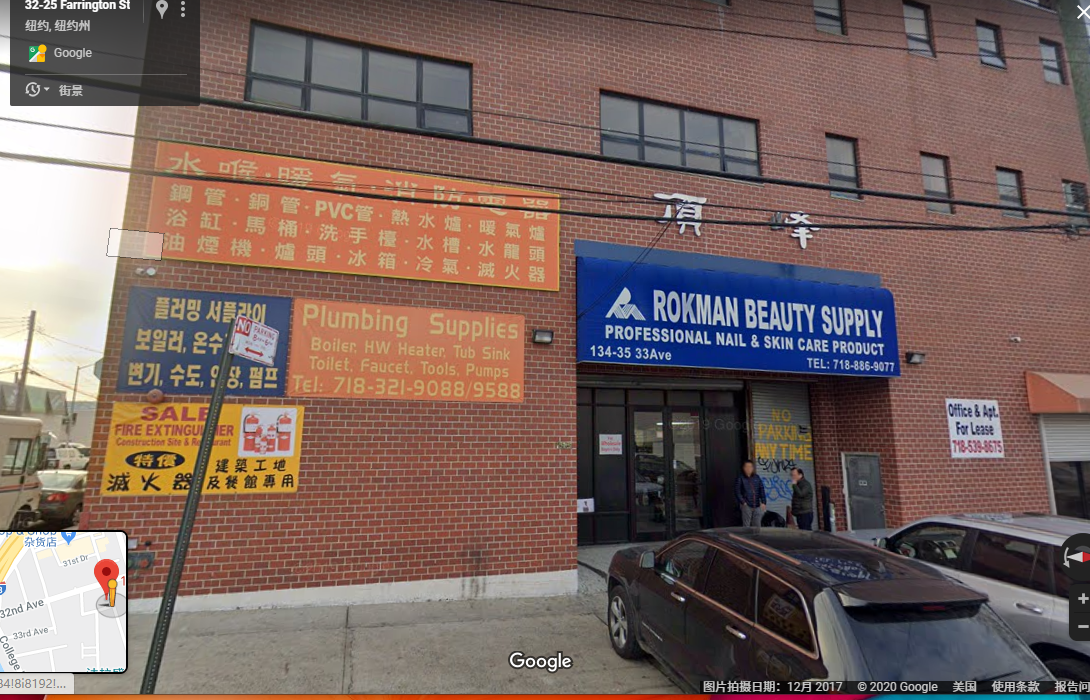 32-25 Farrington St
纽约, 纽约州
Google
街景
水喉·暖氣·消防·電器
鋼管·銅管·PVC管·熱水爐·暖氣爐
浴缸·馬桶·洗手檯·水槽·水龍頭
油煙機·爐頭·冰箱·冷氣·滅火器
頂峰
플러밍 서플라이
보일러, 온수
변기, 수도, 펌프
NO PARKING
Plumbing Supplies
Boiler, HW Heater, Tub Sink
Toilet, Faucet, Tools, Pumps
Tel: 718-321-9088/9588
ROKMAN BEAUTY SUPPLY
PROFESSIONAL NAIL & SKIN CARE PRODUCT
134-35 33Ave
TEL: 718-886-9077
SALE
FIRE EXTINGUISHER
Construction Site & Restaurant
特價
建築工地
滅火器 及餐館專用
NO
PARKING
ANY TIME
Office & Apt.
For Lease
718-539-8675
杂货店
31st Dr
32nd Ave
33rd Ave
College
Google
图片拍摄日期: 12月 2017 © 2020 Google 美国 使用条款 报告问